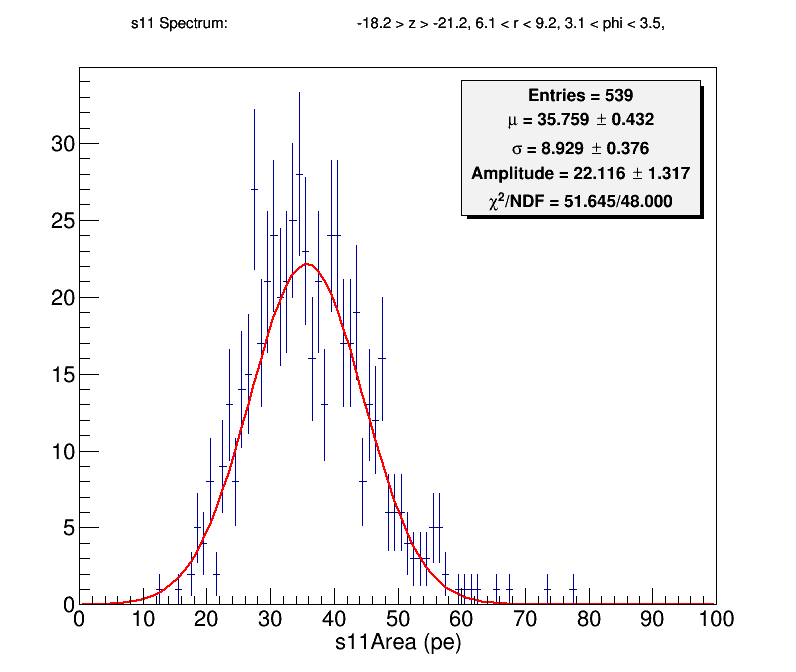 s11 Spectrum: -18.2 > z > -21.2, 6.1 < r < 9.2, 3.1 < phi < 3.5,
Entries = 539
μ = 35.759 ± 0.432
σ = 8.929 ± 0.376
Amplitude = 22.116 ± 1.317
χ²/NDF = 51.645/48.000
30
25
20
15
10
5
0
0 10 20 30 40 50 60 70 80 90 100
s11Area (pe)